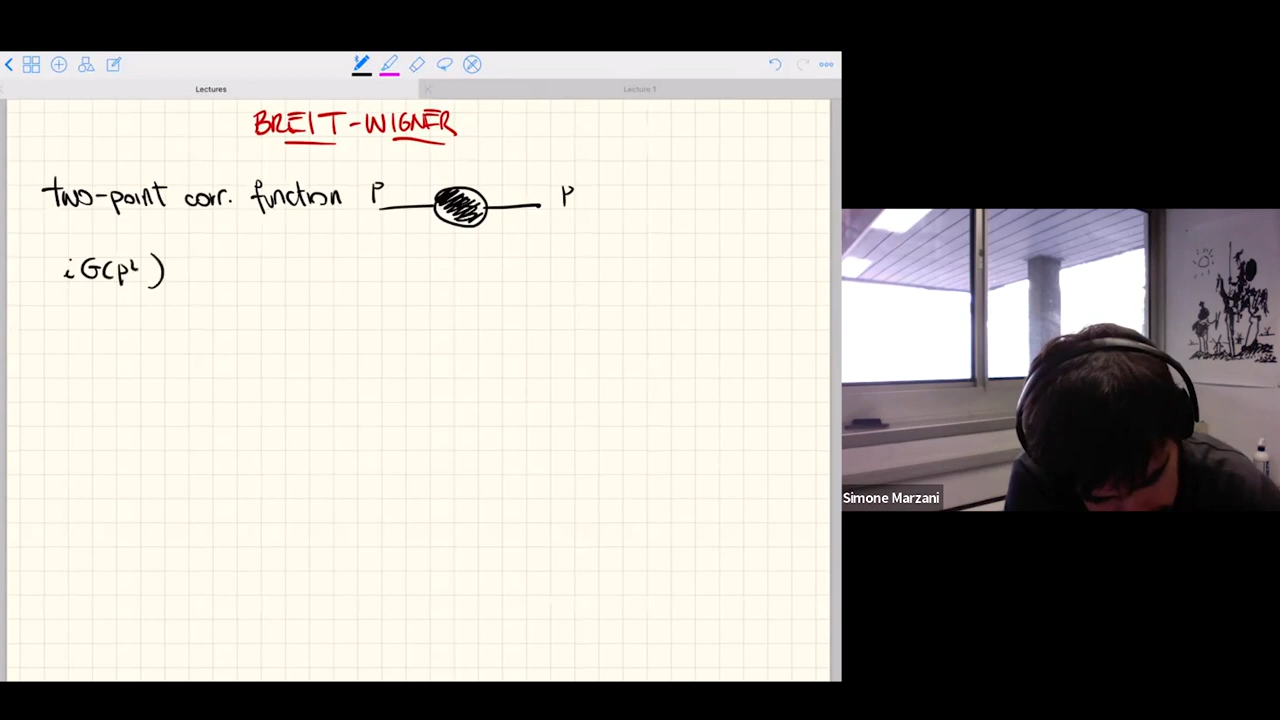 Lectures
Lecture 1
BREIT-WIGNER
two-point corr. function P P
iG(p²)
Simone Marzani